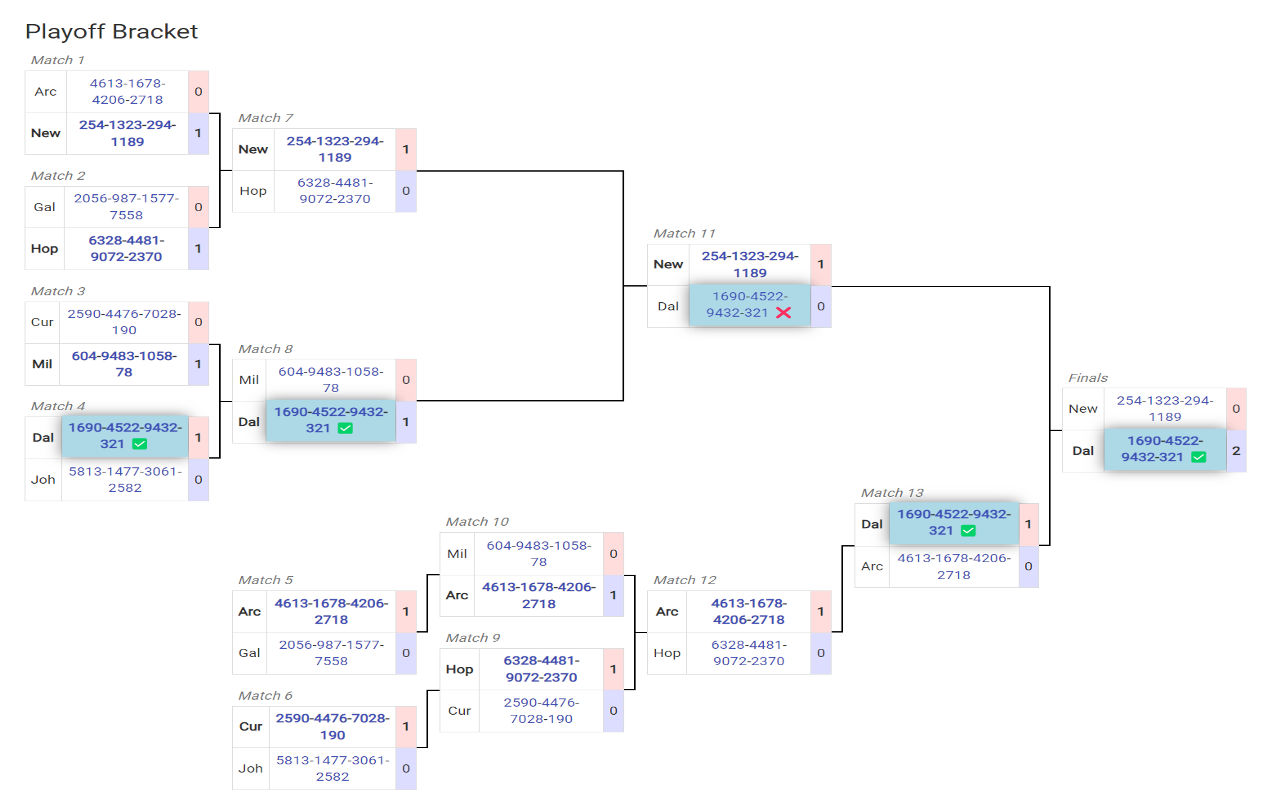 Playoff Bracket
Match 1
Arc 4613-1678- 0
4206-2718
New 254-1323-294- 1
1189
Match 2
Gal 2056-987-1577- 0
7558
Hop 6328-4481- 1
9072-2370
Match 3
Cur 2590-4476-7028- 0
190
Mil 604-9483-1058- 1
78
Match 4
Dal 1690-4522-9432- 1
321 ✅
Joh 5813-1477-3061- 0
2582
Match 7
New 254-1323-294- 1
1189
Hop 6328-4481- 0
9072-2370
Match 8
Mil 604-9483-1058- 0
78
Dal 1690-4522-9432- 1
321 ✅
Match 5
Arc 4613-1678-4206- 1
2718
Gal 2056-987-1577- 0
7558
Match 6
Cur 2590-4476-7028- 1
190
Joh 5813-1477-3061- 0
2582
Match 10
Mil 604-9483-1058- 0
78
Arc 4613-1678-4206- 1
2718
Match 9
Hop 6328-4481- 1
9072-2370
Cur 2590-4476- 0
7028-190
Match 11
New 254-1323-294- 1
1189
Dal 1690-4522- 0
9432-321 ❌
Match 12
Arc 4613-1678- 1
4206-2718
Hop 6328-4481- 0
9072-2370
Match 13
Dal 1690-4522-9432- 1
321 ✅
Arc 4613-1678-4206- 0
2718
Finals
New 254-1323-294- 0
1189
Dal 1690-4522- 2
9432-321 ✅